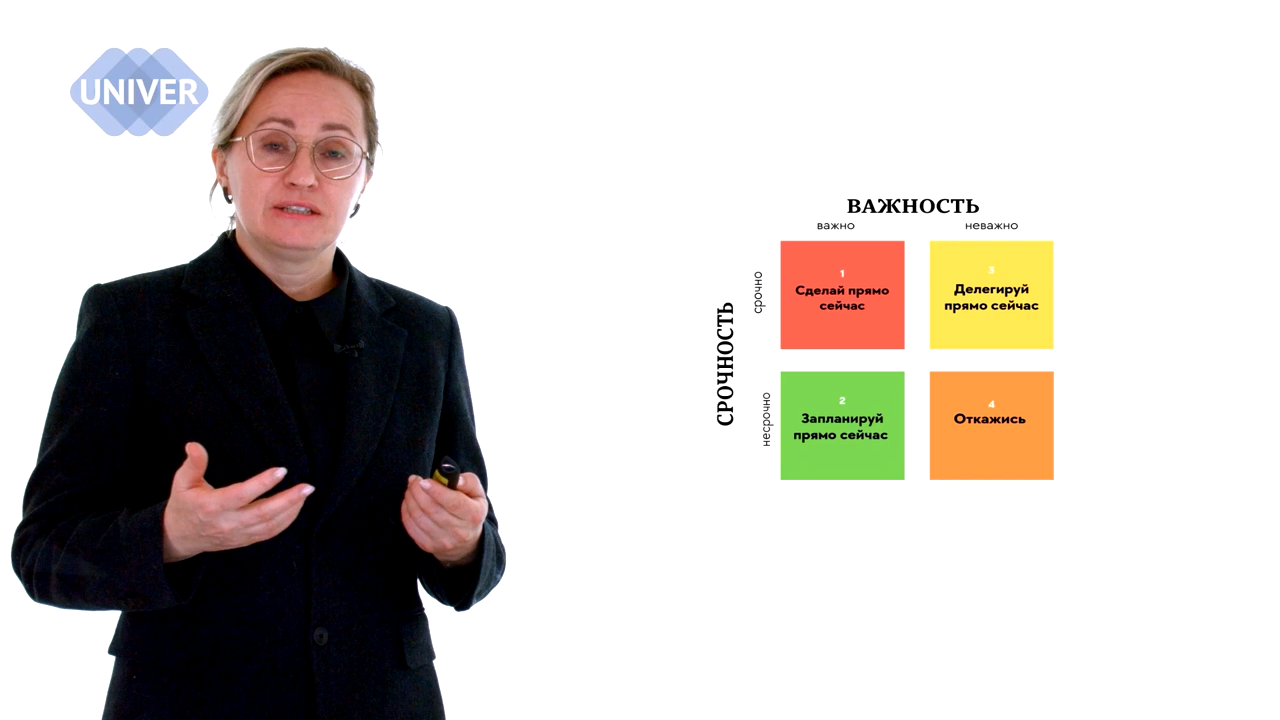 UNIVER
ВАЖНОСТЬ
важно
неважно
СРОЧНОСТЬ
срочно
1
Сделай прямо
сейчас
3
Делегируй
прямо сейчас
несрочно
2
Запланируй
прямо сейчас
4
Откажись